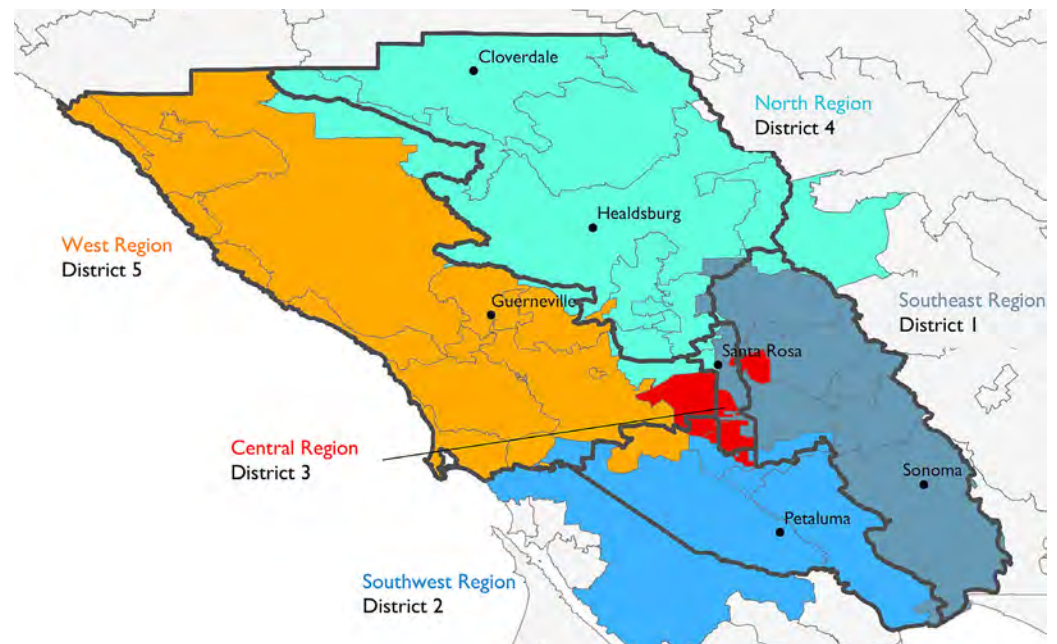 Cloverdale
North Region
District 4
Healdsburg
West Region
District 5
Guerneville
Southeast Region
District 1
Santa Rosa
Central Region
District 3
Sonoma
Petaluma
Southwest Region
District 2